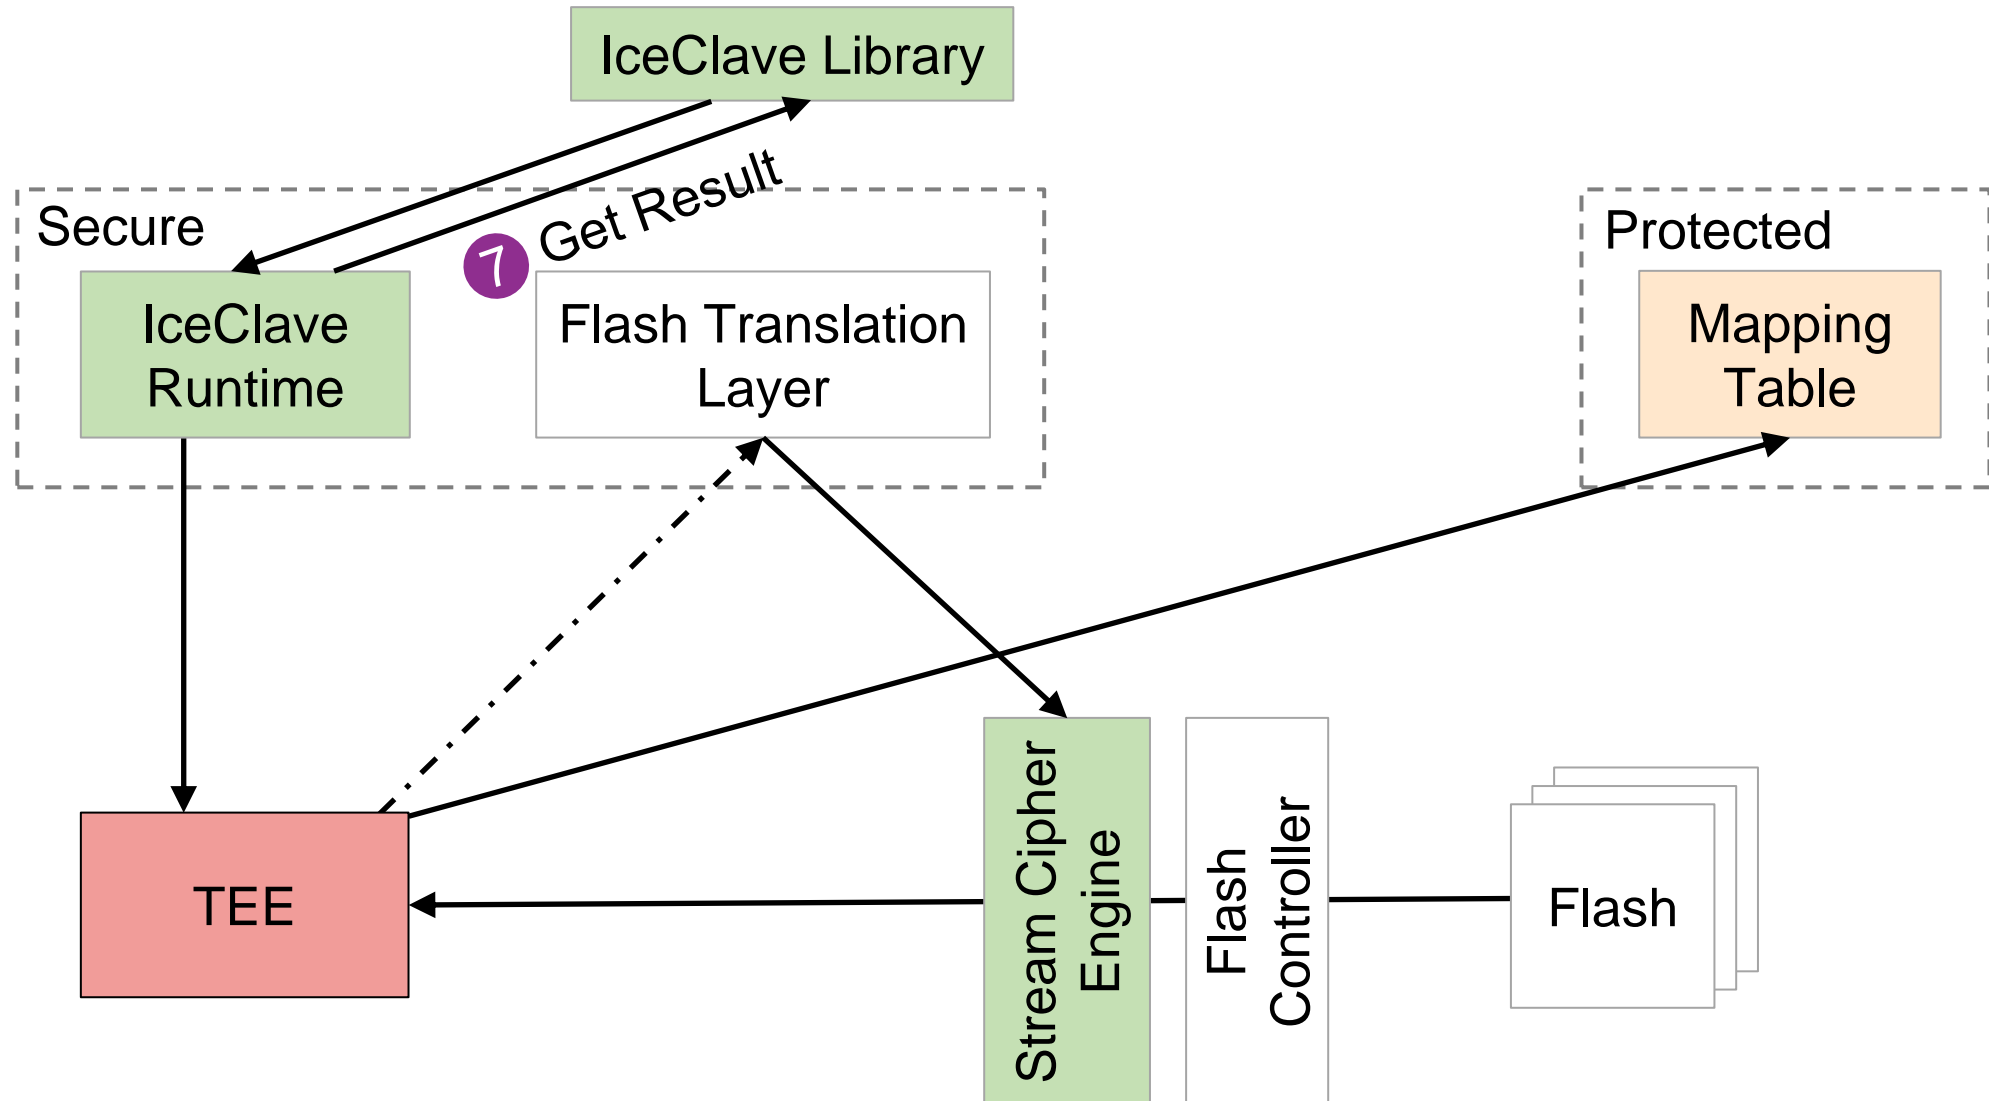 IceClave Library
Secure
7 Get Result
Protected
IceClave
Runtime
Flash Translation
Layer
Mapping
Table
TEE
Stream Cipher
Engine
Flash
Controller
Flash